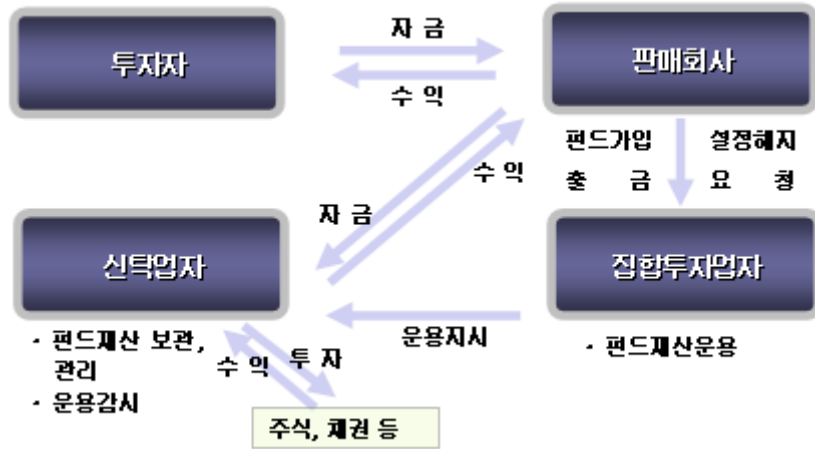 자 금
투자자
판매회사
수 익
펀드가입 설정해지
출 금 요 청
수 익
자 금
신탁업자
집합투자업자
운용지시
· 펀드재산 보관,
관리
· 운용감시
수 익
투 자
· 펀드재산운용
주식, 채권 등